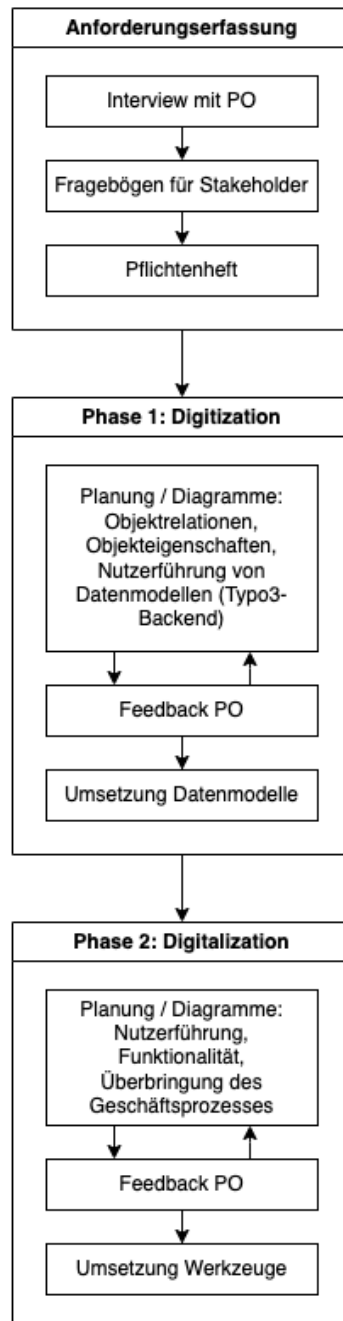 Anforderungserfassung
Interview mit PO
Fragebögen für Stakeholder
Pflichtenheft
Phase 1: Digitization
Planung / Diagramme:
Objektrelationen,
Objekteigenschaften,
Nutzerführung von
Datenmodellen (Typo3-
Backend)
Feedback PO
Umsetzung Datenmodelle
Phase 2: Digitalization
Planung / Diagramme:
Nutzerführung,
Funktionalität,
Überbringung des
Geschäftsprozesses
Feedback PO
Umsetzung Werkzeuge